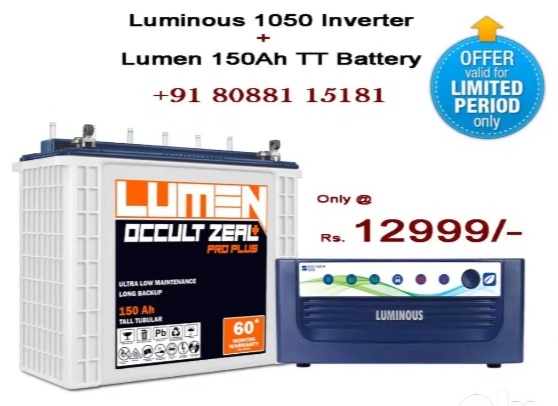 Luminous 1050 Inverter
+
Lumen 150Ah TT Battery
+91 80881 15181
OFFER
valid for
LIMITED
PERIOD
only
LUMEN
OCCULT ZEAL+
PRO PLUS
ULTRA LOW MAINTENANCE
LONG BACKUP
150 Ah
TALL TUBULAR
Pb
60*
MONTHS
WARRANTY
Only @
Rs. 12999/-
LUMINOUS